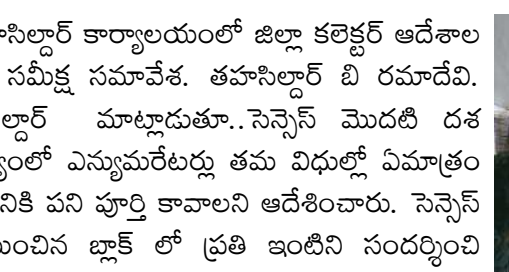 కార్యాలయంలో జిల్లా కలెక్టర్ ఆదేశాల
సమీక్ష సమావేశ. తహసిల్దార్ బి రమాదేవి.
మాట్లాడుతూ..సెన్సెస్ మొదటి దశ
ఎన్యుమరేటర్లు తమ విధుల్లో ఏమాత్రం
పని పూర్తి కావాలని ఆదేశించారు. సెన్సెస్
బ్లాక్ లో ప్రతి ఇంటిని సందర్శించి